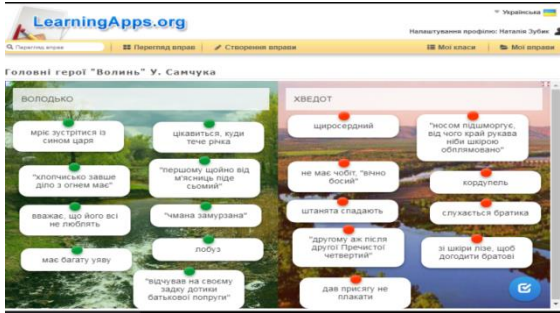 LearningApps.org
Українська
Налаштування профілю: Наталія Зубик
Перегляд вправ
Перегляд вправ
Створення вправи
Мої класи
Мої вправи
Головні герої "Волинь" У. Самчука
ВОЛОДЬКО
мріє зустрітися із
сином царя
цікавиться, куди
тече річка
"хлопчисько завше
діло з огнем має"
"першому щойно від
м'ясниць піде
сьомий"
вважає, що його всі
не люблять
"чмана замурзана"
має багату уяву
лобуз
"відчував на своєму
задку дотики
батькової попруги"
ХВЕДОТ
щиросердний
"носом підшморгує,
від чого край рукава
ніби шкірою
обплямовано"
не має чобіт, "вічно
босий"
кордупель
штанята спадають
слухається братика
"другому аж після
другої Пречистої
четвертий"
зі шкіри лізе, щоб
догодити братові
дав присягу не
плакати